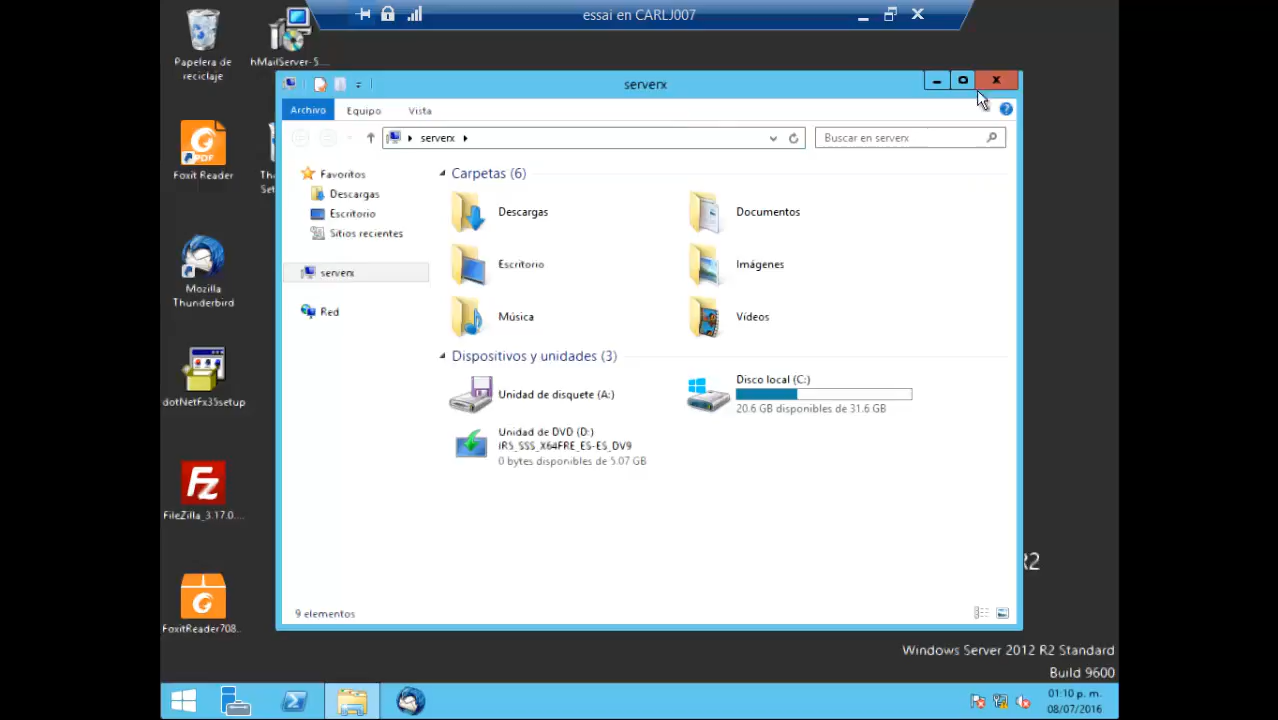 essai en CARLJ007
Papelera de
reciclaje
hMailServer-5...
serverx
Archivo
Equipo
Vista
serverx
Buscar en serverx
Foxit Reader
Favoritos
Descargas
Escritorio
Sitios recientes
serverx
Red
Carpetas (6)
Descargas
Documentos
Escritorio
Imágenes
Música
Vídeos
Dispositivos y unidades (3)
Unidad de disquete (A:)
Disco local (C:)
20.6 GB disponibles de 31.6 GB
Unidad de DVD (D:)
IR5_SSS_X64FRE_ES-ES_DV9
0 bytes disponibles de 5.07 GB
Mozilla
Thunderbird
dotNetFx35setup
FileZilla_3.17.0....
FoxitReader708...
9 elementos
R2
Windows Server 2012 R2 Standard
Build 9600
01:10 p. m.
08/07/2016